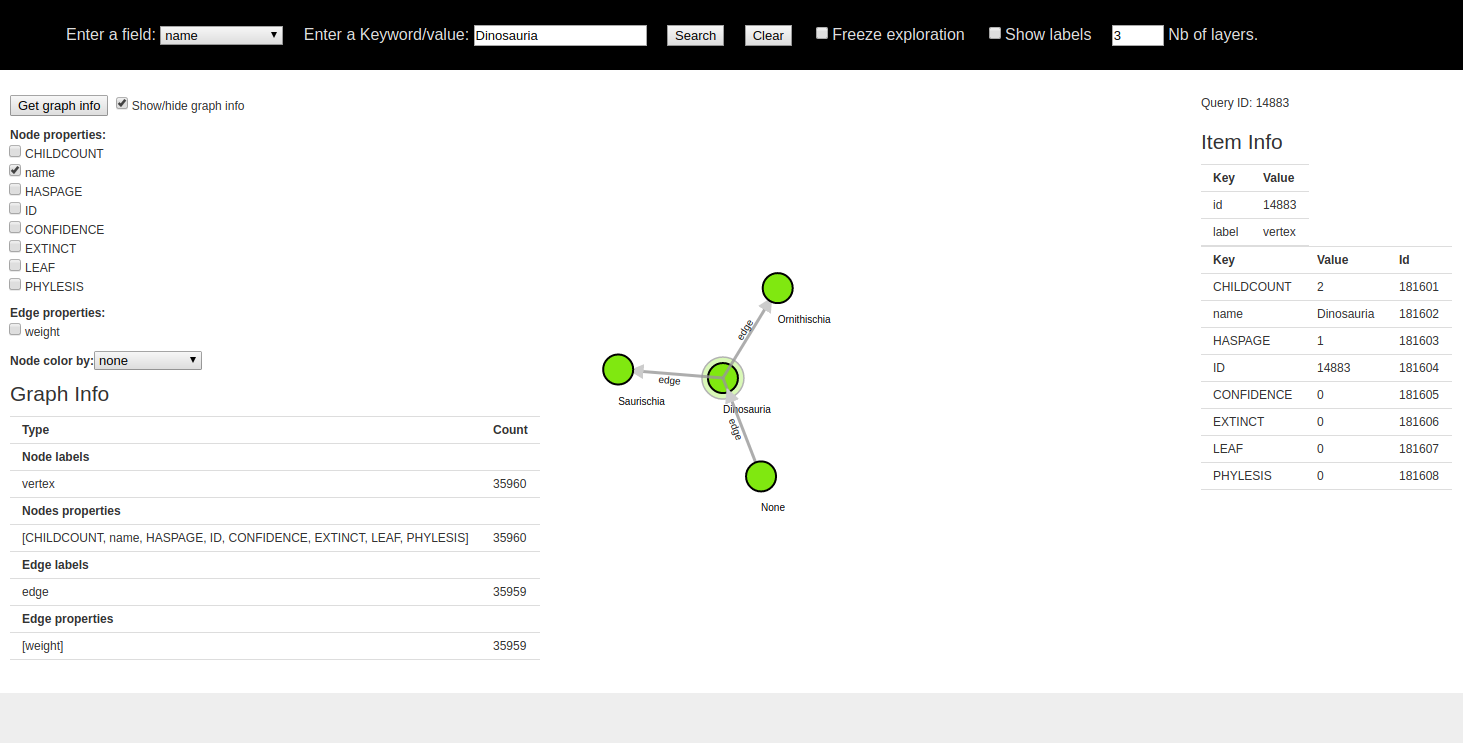 Enter a field: name Enter a Keyword/value: Dinosauria Search Clear Freeze exploration Show labels 3 Nb of layers.
Get graph info Show/hide graph info
Node properties:
CHILDCOUNT
name
HASPAGE
ID
CONFIDENCE
EXTINCT
LEAF
PHYLESIS
Edge properties:
weight
Node color by: none
Graph Info
Type Count
Node labels
vertex 35960
Nodes properties
[CHILDCOUNT, name, HASPAGE, ID, CONFIDENCE, EXTINCT, LEAF, PHYLESIS] 35960
Edge labels
edge 35959
Edge properties
[weight] 35959
Ornithischia
edge
edge
Saurischia
Dinosauria
edge
None
Query ID: 14883
Item Info
Key Value
id 14883
label vertex
Key Value Id
CHILDCOUNT 2 181601
name Dinosauria 181602
HASPAGE 1 181603
ID 14883 181604
CONFIDENCE 0 181605
EXTINCT 0 181606
LEAF 0 181607
PHYLESIS 0 181608